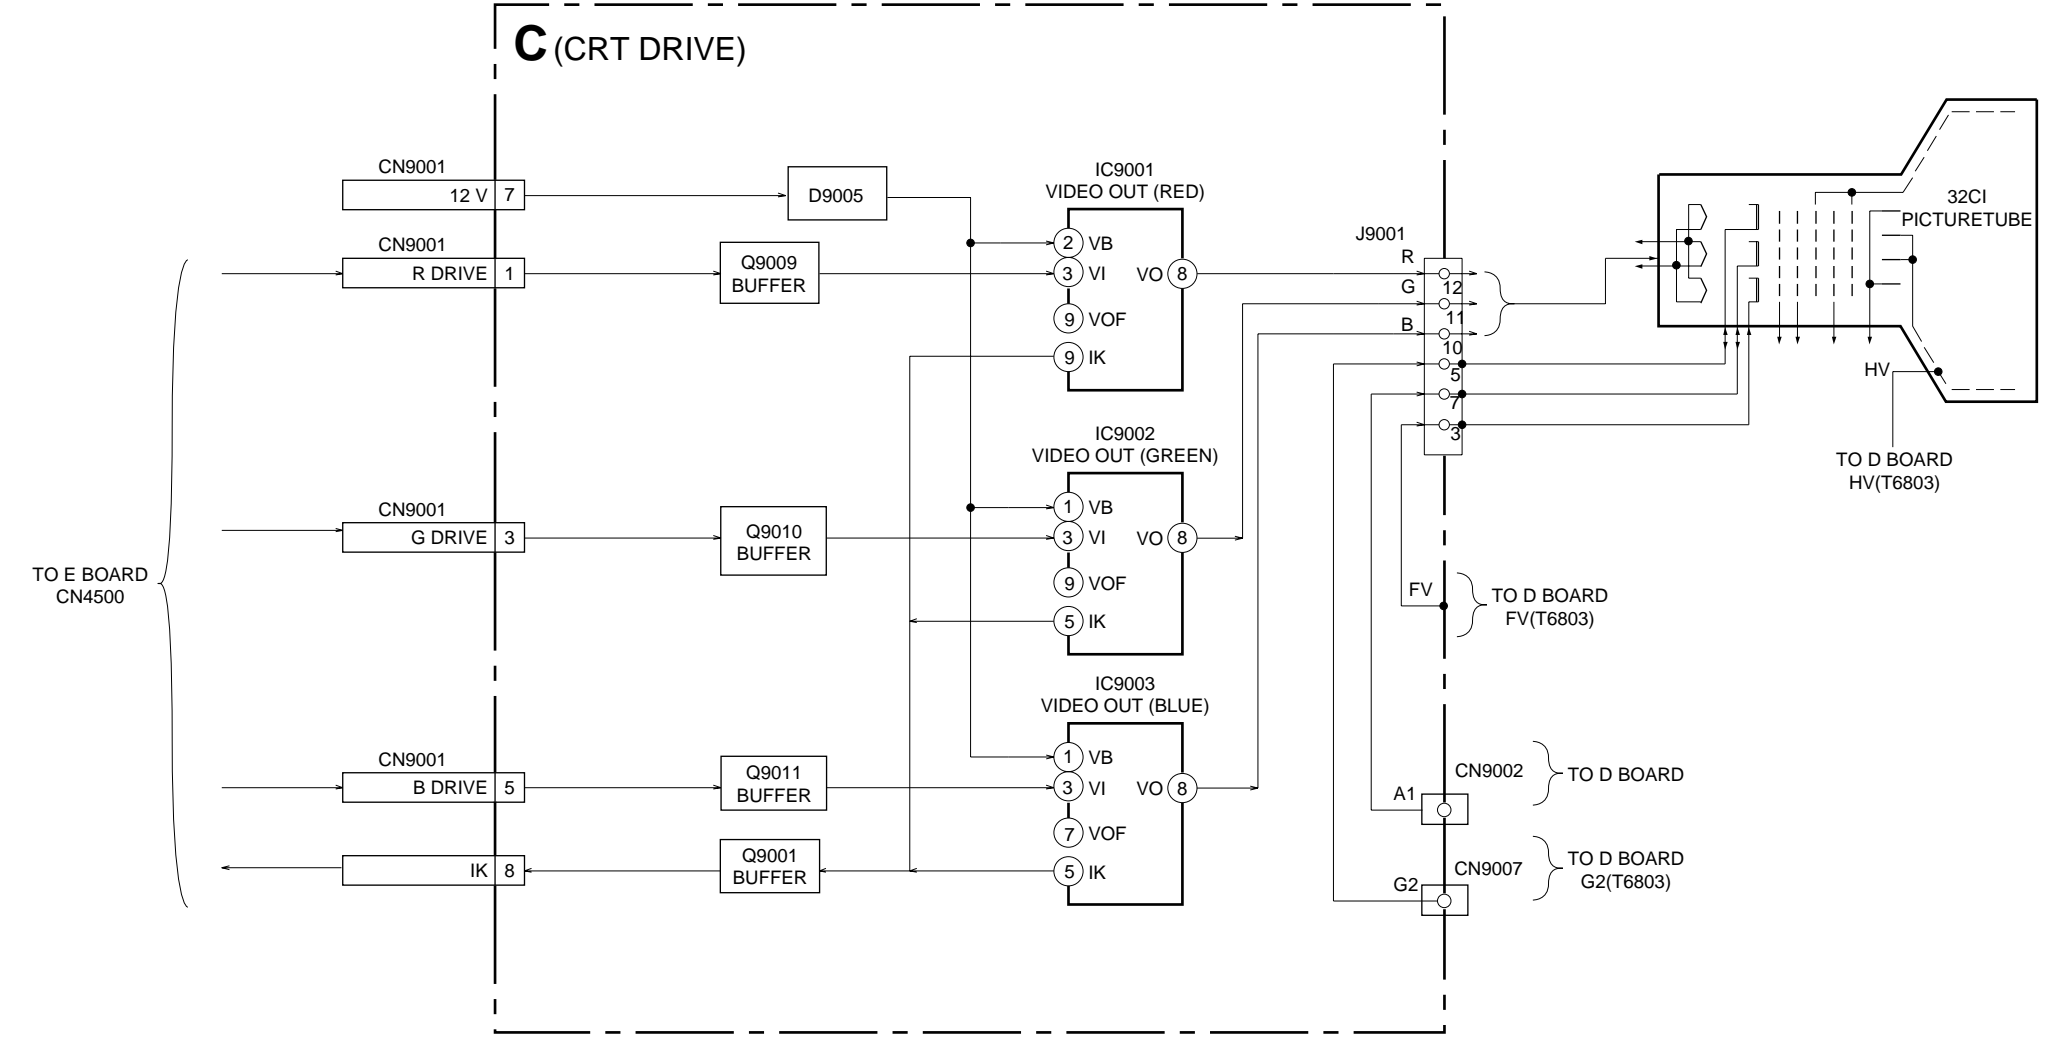 C (CRT DRIVE)
CN9001
12 V 7
D9005
CN9001
R DRIVE 1
Q9009
BUFFER
IC9001
VIDEO OUT (RED)
2 VB
3 VI
VO 8
9 VOF
9 IK
CN9001
G DRIVE 3
Q9010
BUFFER
IC9002
VIDEO OUT (GREEN)
1 VB
3 VI
VO 8
9 VOF
5 IK
TO E BOARD
CN4500
CN9001
B DRIVE 5
Q9011
BUFFER
IC9003
VIDEO OUT (BLUE)
1 VB
3 VI
VO 8
7 VOF
5 IK
IK 8
Q9001
BUFFER
J9001
R
12
G
11
B
10
5
7
3
FV
TO D BOARD
FV(T6803)
CN9002
TO D BOARD
A1
CN9007
TO D BOARD
G2(T6803)
G2
32CI
PICTURETUBE
HV
TO D BOARD
HV(T6803)